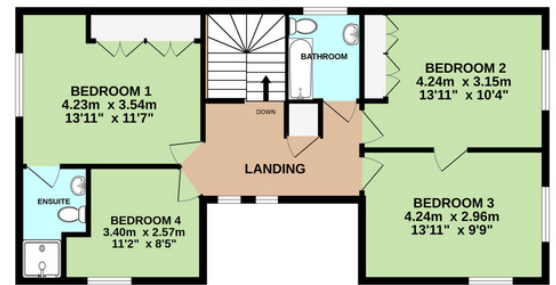 BEDROOM 1
4.23m x 3.54m
13'11" x 11'7"
BATHROOM
BEDROOM 2
4.24m x 3.15m
13'11" x 10'4"
DOWN
LANDING
ENSUITE
BEDROOM 4
3.40m x 2.57m
11'2" x 8'5"
BEDROOM 3
4.24m x 2.96m
13'11" x 9'9"